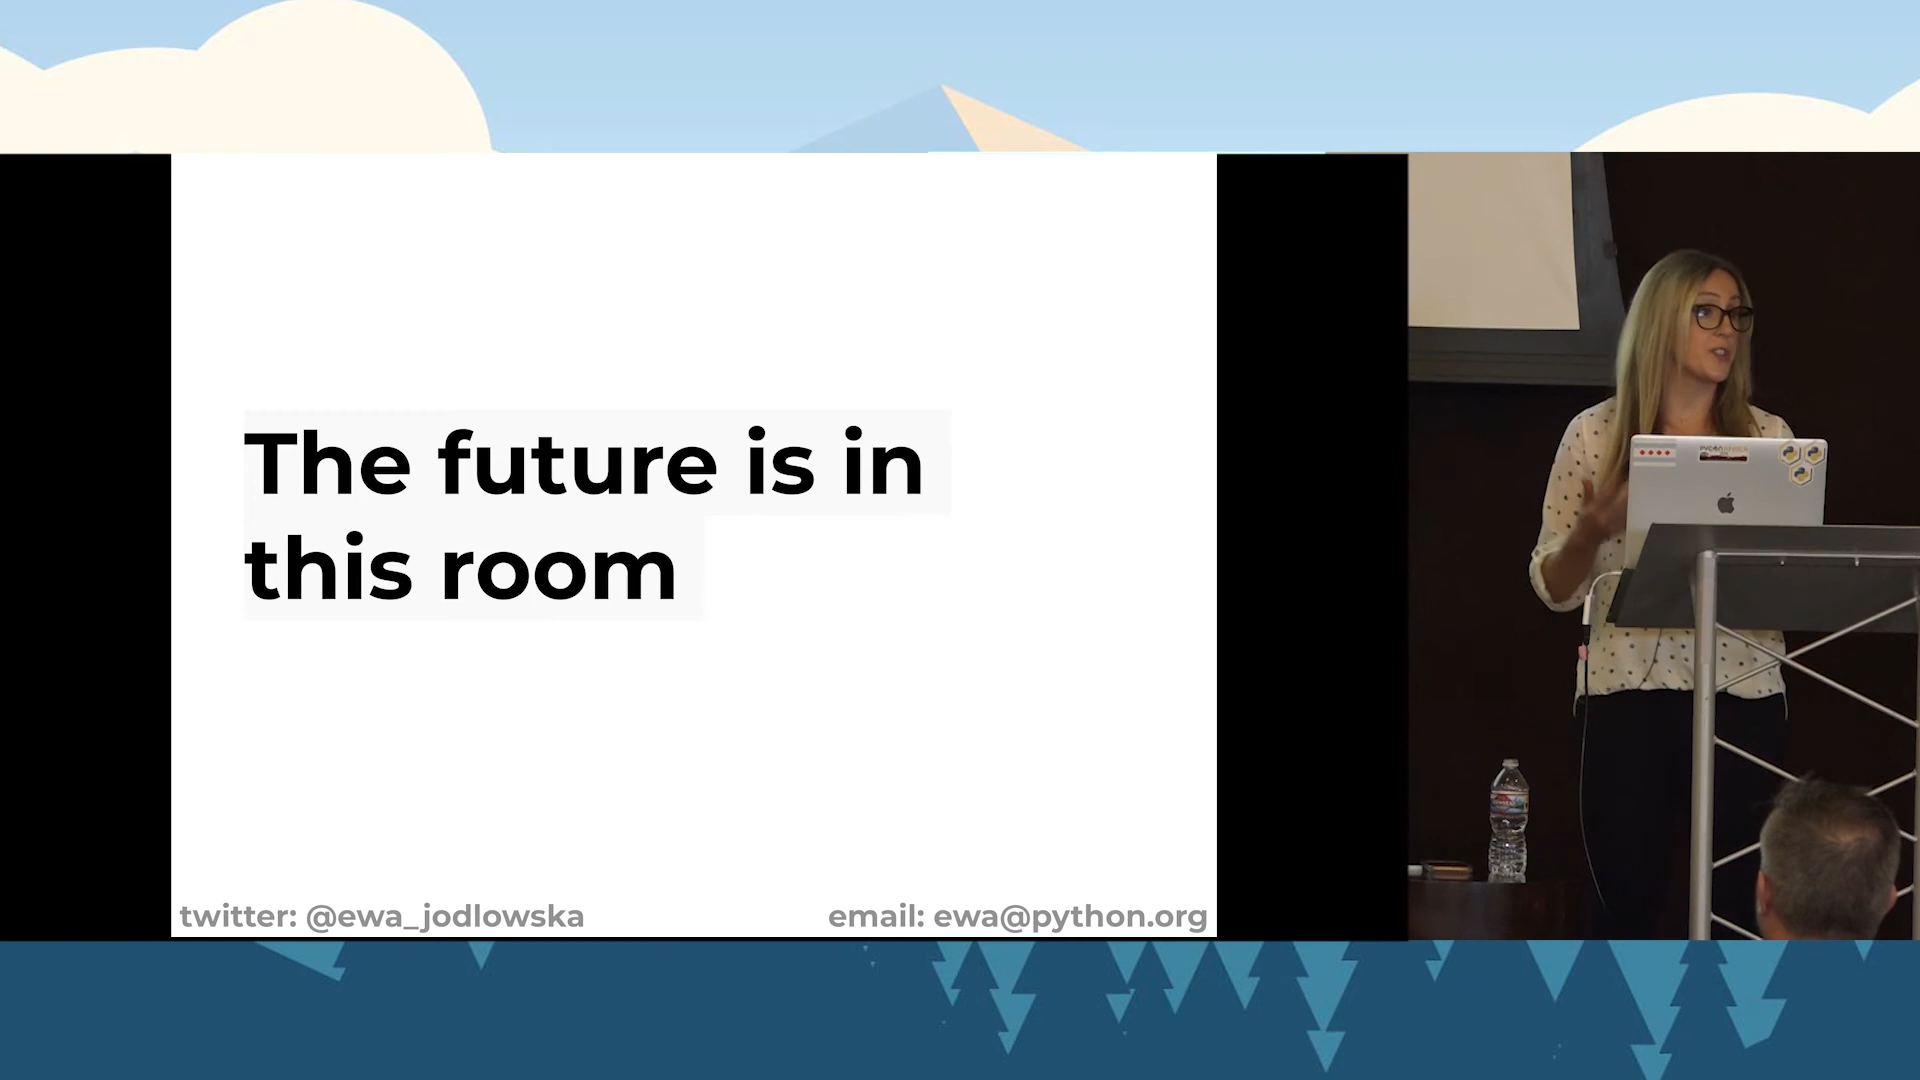 The future is in
this room
twitter: @ewa_jodlowska
email: ewa@python.org